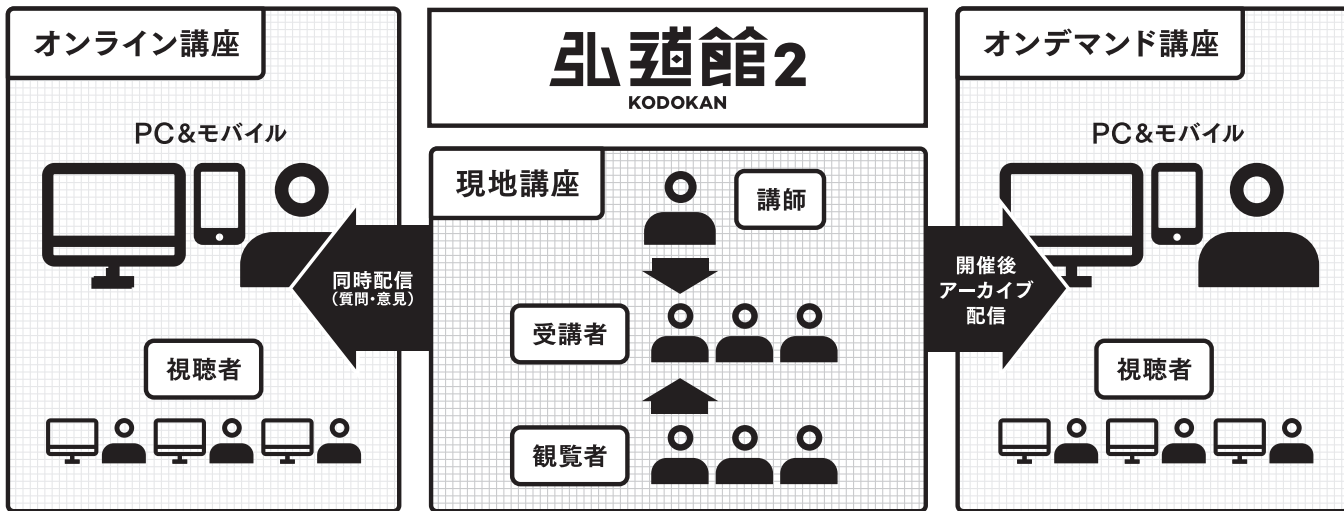 オンライン講座
PC&モバイル
同時配信
(質問・意見)
視聴者
弘道館2
KODOKAN
現地講座
講師
受講者
観覧者
オンデマンド講座
PC&モバイル
開催後
アーカイブ
配信
視聴者